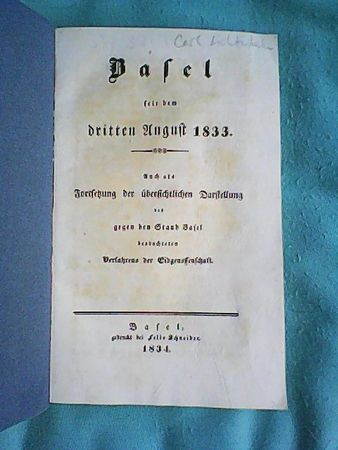 Carl
Basel
seit dem
dritten August 1833.
Auch als
Fortsetzung der übersichtlichen Darstellung
des
gegen den Stand Basel
beobachteten
Verfahrens der Eidgenossenschaft.
Basel,
gedruckt bei Felix Schneider.
1834.